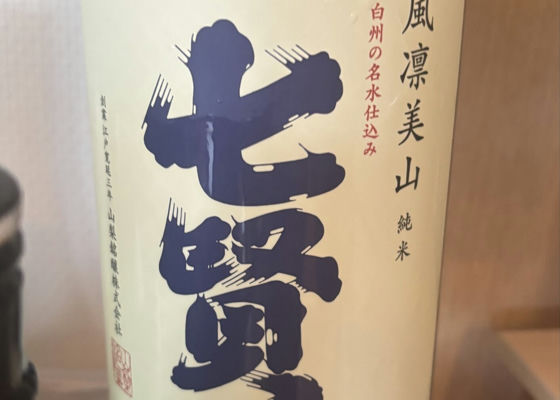 風凛美山 純米
白州の名水仕込み
七賢
創業 江戸寛延三年 山梨銘醸株式会社